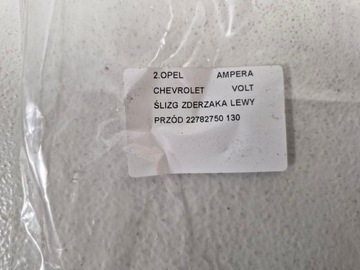 2.OPEL AMPERA
CHEVROLET VOLT
ŚLIZG ZDERZAKA LEWY
PRZÓD 22782750 130